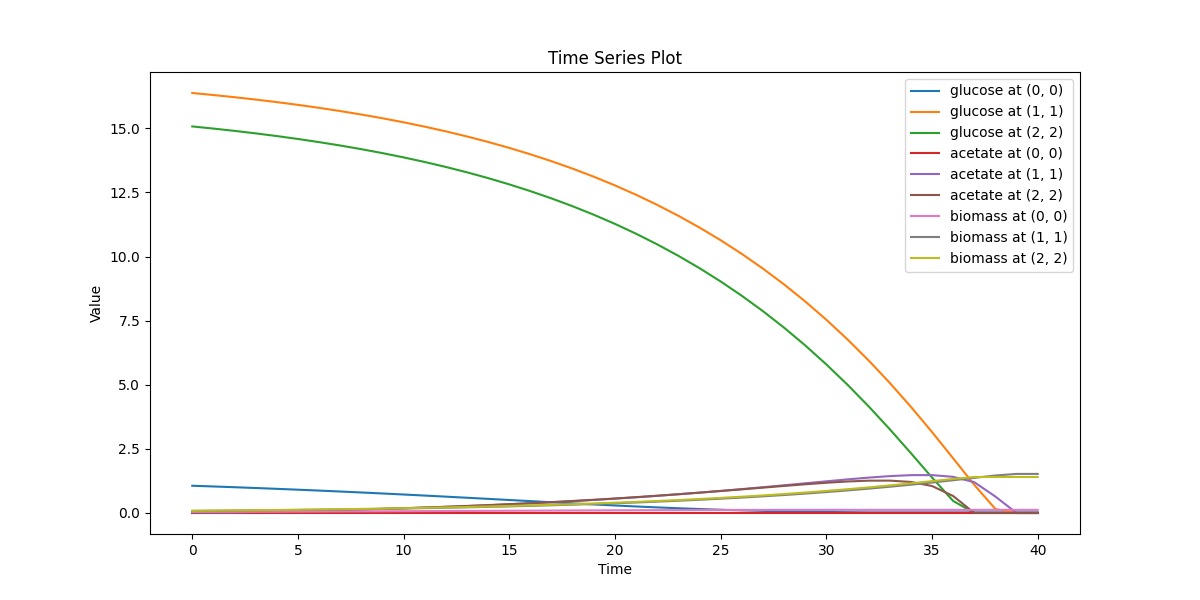 Time Series Plot
glucose at (0, 0)
glucose at (1, 1)
glucose at (2, 2)
acetate at (0, 0)
acetate at (1, 1)
acetate at (2, 2)
biomass at (0, 0)
biomass at (1, 1)
biomass at (2, 2)
Value
15.0
12.5
10.0
7.5
5.0
2.5
0.0
0 5 10 15 20 25 30 35 40
Time